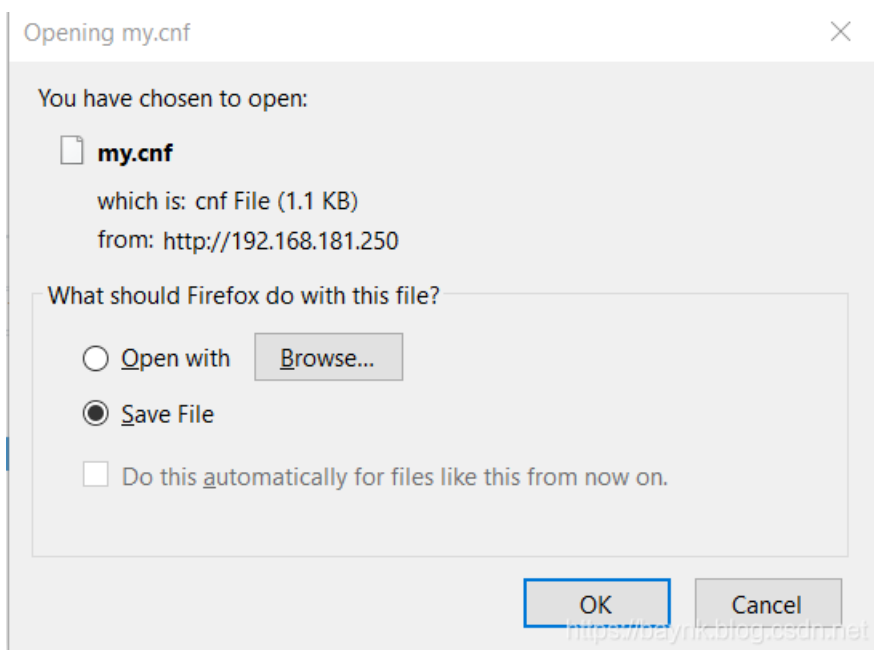 Opening my.cnf
You have chosen to open:
my.cnf
which is: cnf File (1.1 KB)
from: http://192.168.181.250
What should Firefox do with this file?
Open with Browse...
Save File
Do this automatically for files like this from now on.
OK Cancel
https://baynk.blog.csdn.net